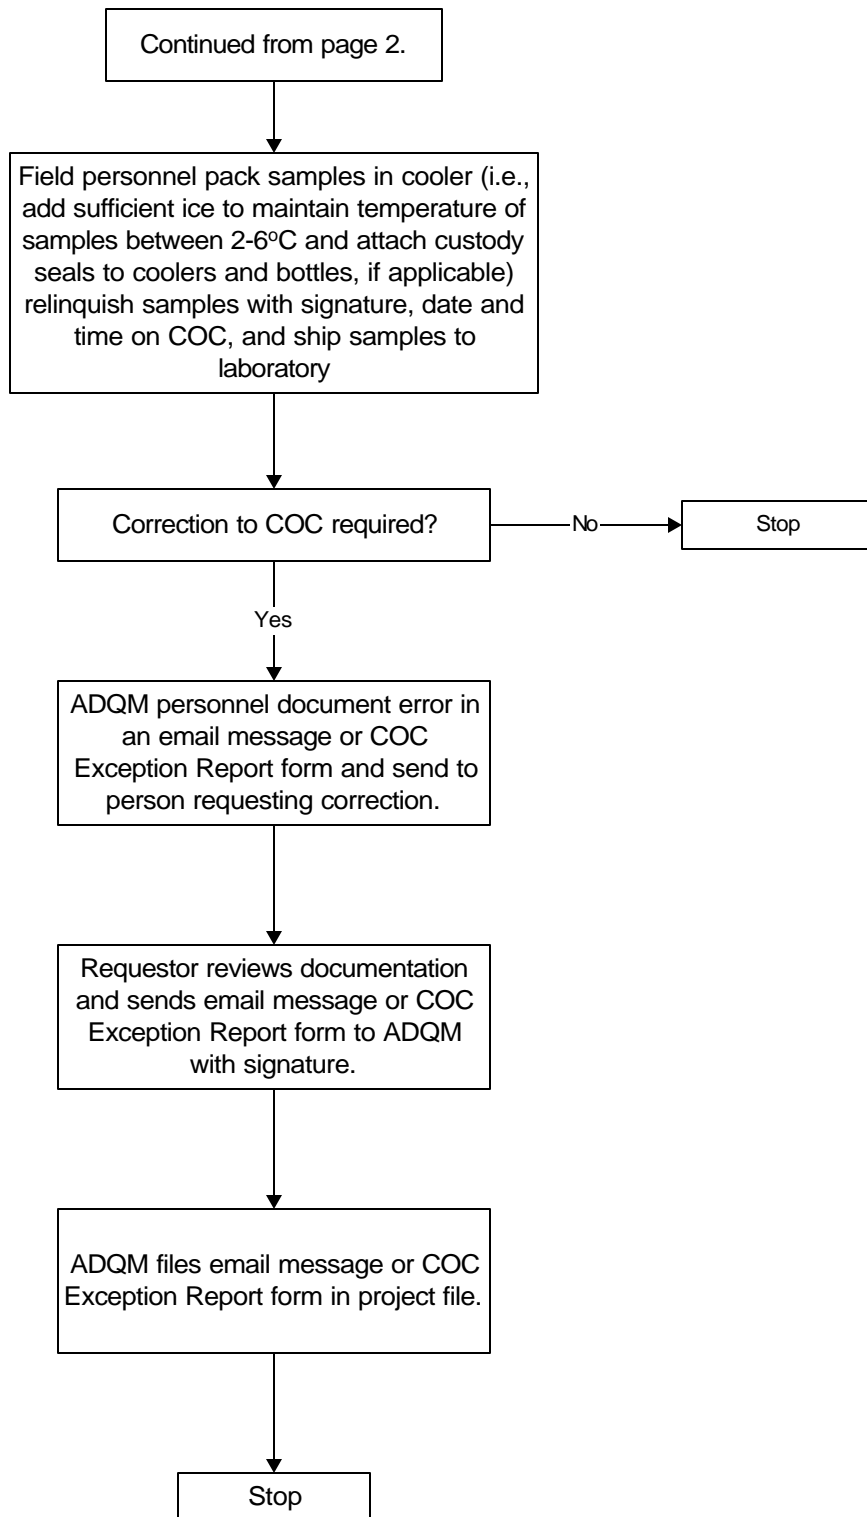 Continued from page 2.
Field personnel pack samples in cooler (i.e.,
add sufficient ice to maintain temperature of
samples between 2-6ºC and attach custody
seals to coolers and bottles, if applicable)
relinquish samples with signature, date and
time on COC, and ship samples to
laboratory
Correction to COC required?
No
Stop
Yes
ADQM personnel document error in
an email message or COC
Exception Report form and send to
person requesting correction.
Requestor reviews documentation
and sends email message or COC
Exception Report form to ADQM
with signature.
ADQM files email message or COC
Exception Report form in project file.
Stop